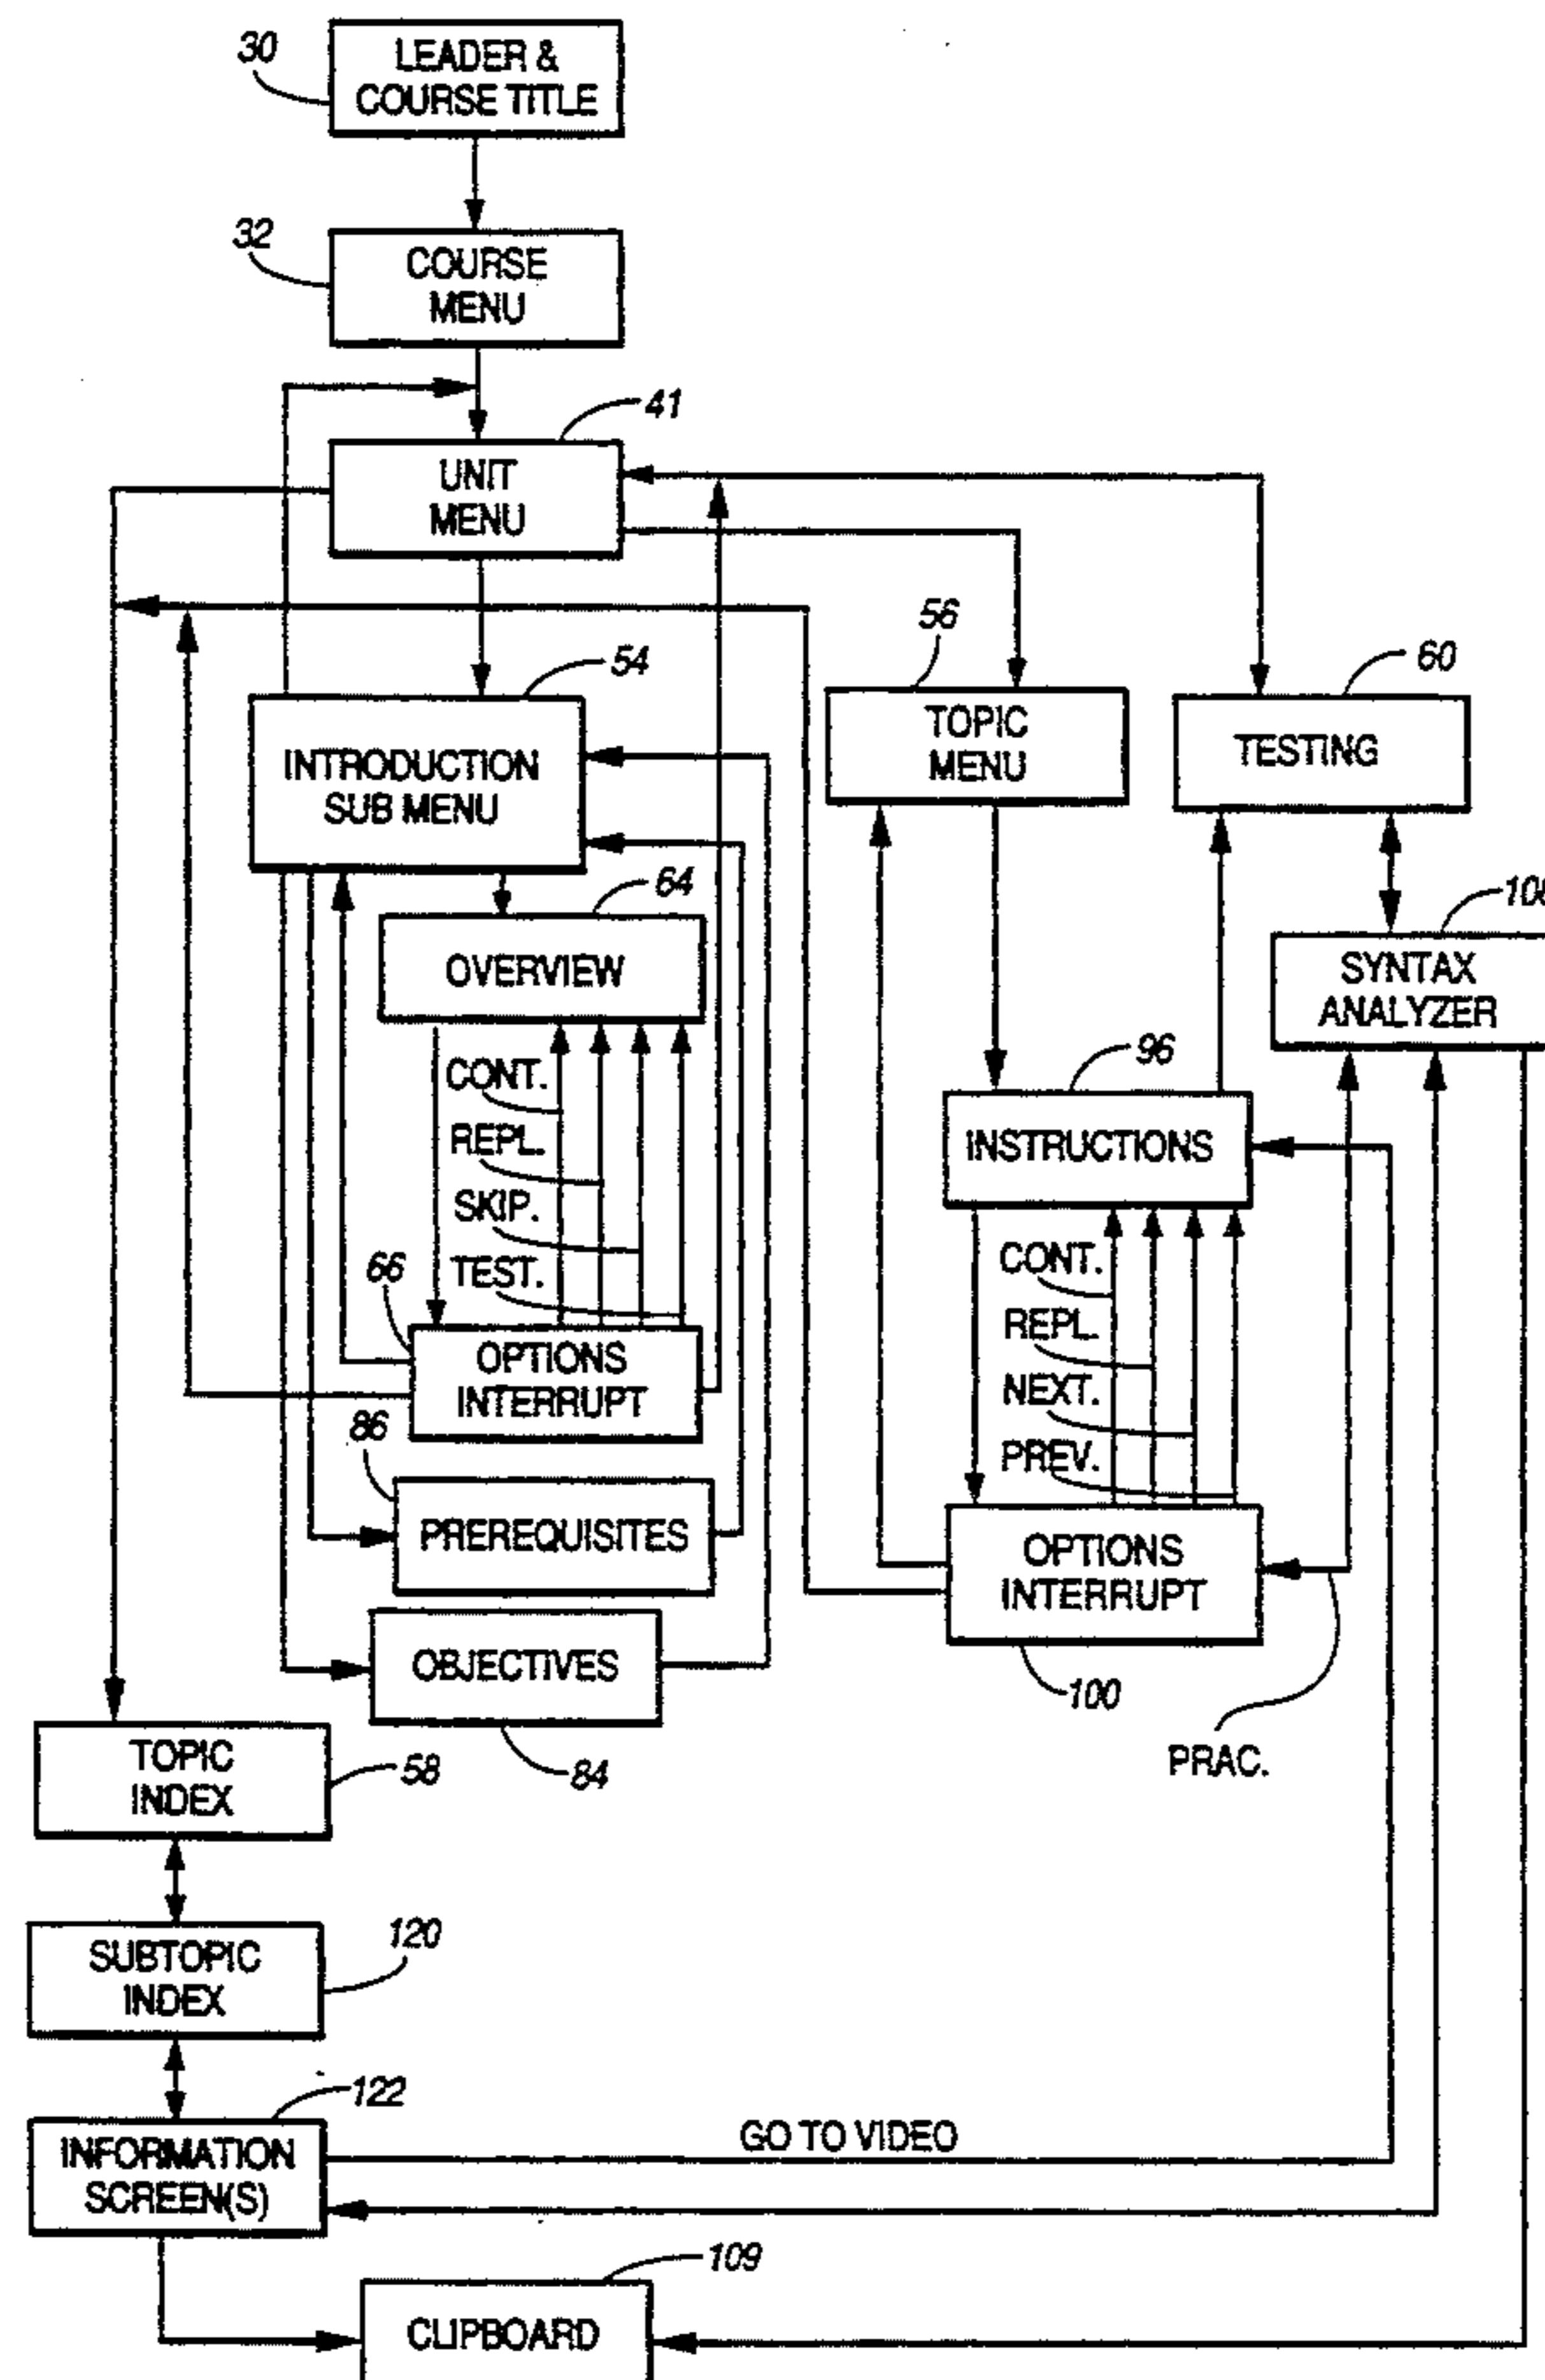 30
LEADER &
COURSE TITLE
32
COURSE
MENU
41
UNIT
MENU
54
INTRODUCTION
SUB MENU
56
TOPIC
MENU
60
TESTING
64
OVERVIEW
SYNTAX
ANALYZER
CONT.
REPL.
SKIP.
TEST.
66
OPTIONS
INTERRUPT
96
INSTRUCTIONS
CONT.
REPL.
NEXT.
PREV.
86
PREREQUISITES
OPTIONS
INTERRUPT
100
PRAC.
OBJECTIVES
84
TOPIC
INDEX
58
SUBTOPIC
INDEX
120
122
INFORMATION
SCREEN(S)
GO TO VIDEO
109
CLIPBOARD